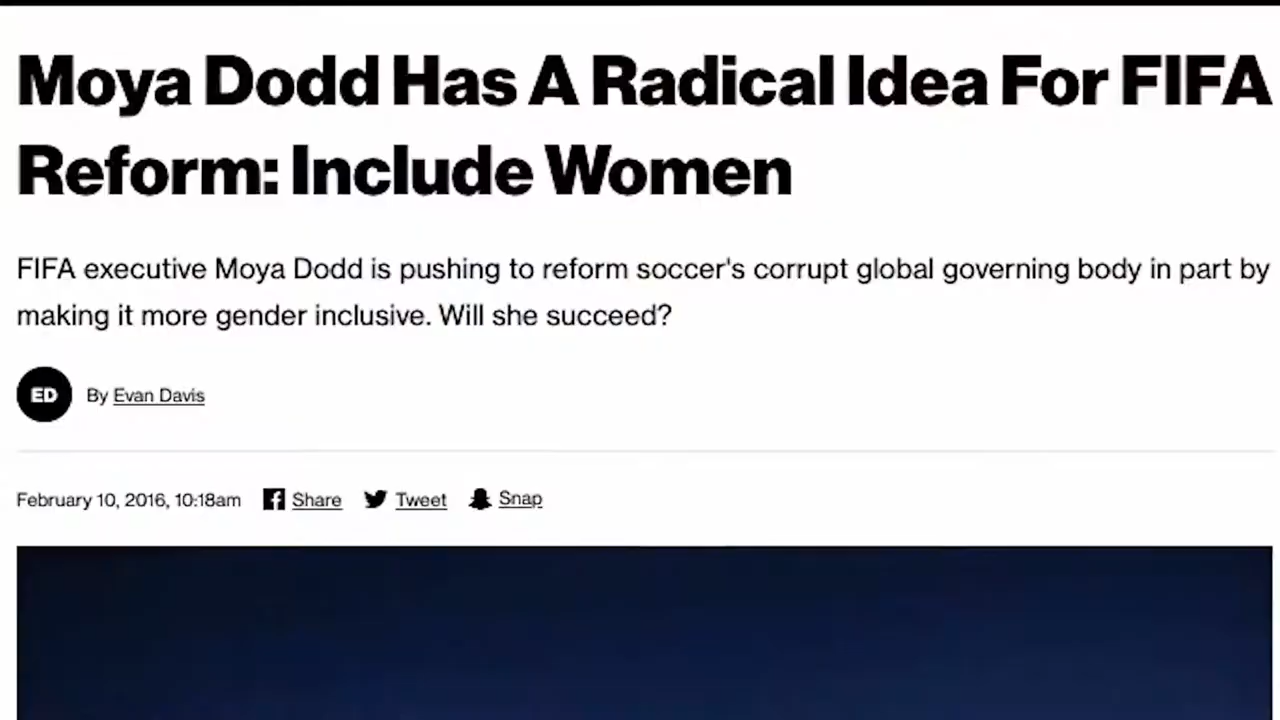 Moya Dodd Has A Radical Idea For FIFA
Reform: Include Women
FIFA executive Moya Dodd is pushing to reform soccer's corrupt global governing body in part by
making it more gender inclusive. Will she succeed?
ED By Evan Davis
February 10, 2016, 10:18am Share Tweet Snap